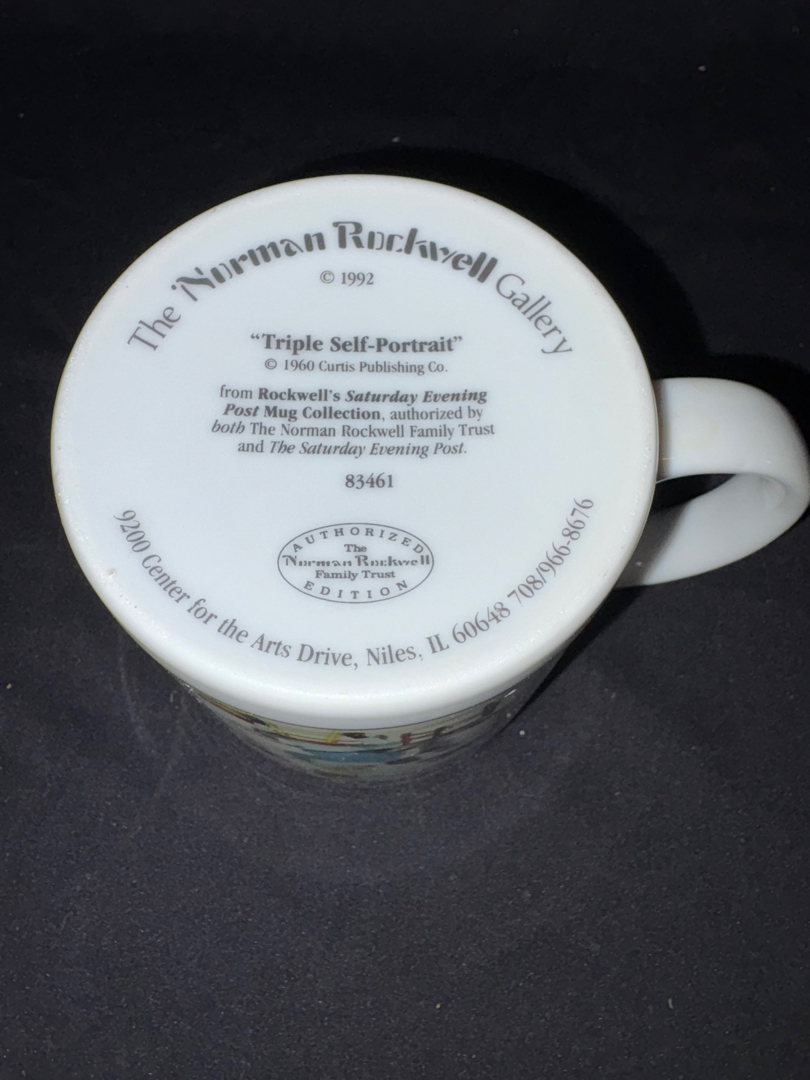 The Norman Rockwell Gallery
© 1992
“Triple Self-Portrait”
© 1960 Curtis Publishing Co.
from Rockwell's Saturday Evening
Post Mug Collection, authorized by
both The Norman Rockwell Family Trust
and The Saturday Evening Post.
83461
AUTHORIZED
The
Norman Rockwell
Family Trust
EDITION
9200 Center for the Arts Drive, Niles, IL 60648 708/966-8676